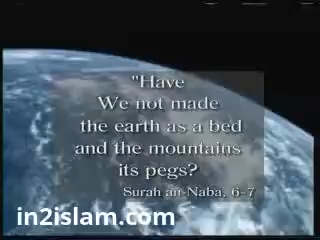 "Have
We not made
the earth as a bed
and the mountains
its pegs?
Surah an-Naba, 6-7
in2islam.com